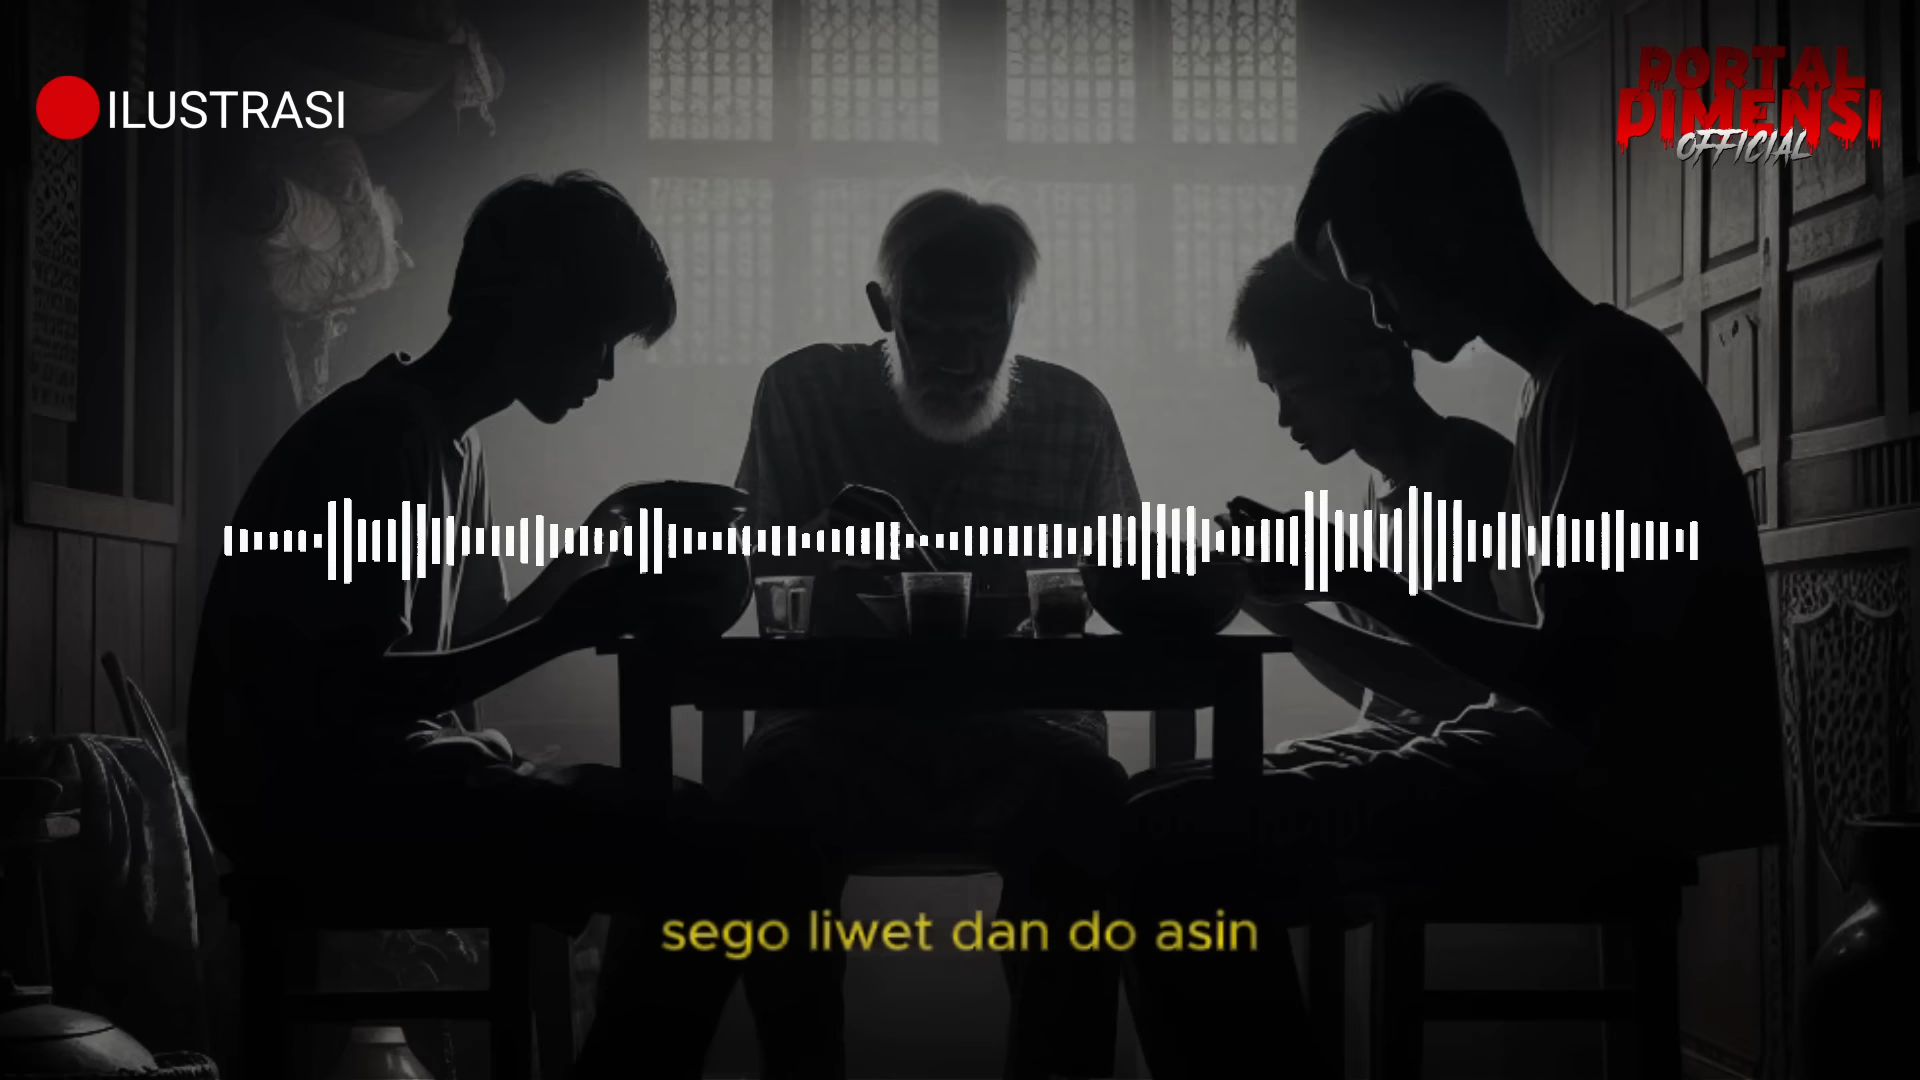 ILUSTRASI
PORTAL
DIMENSI
OFFICIAL
sego liwet dan do asin